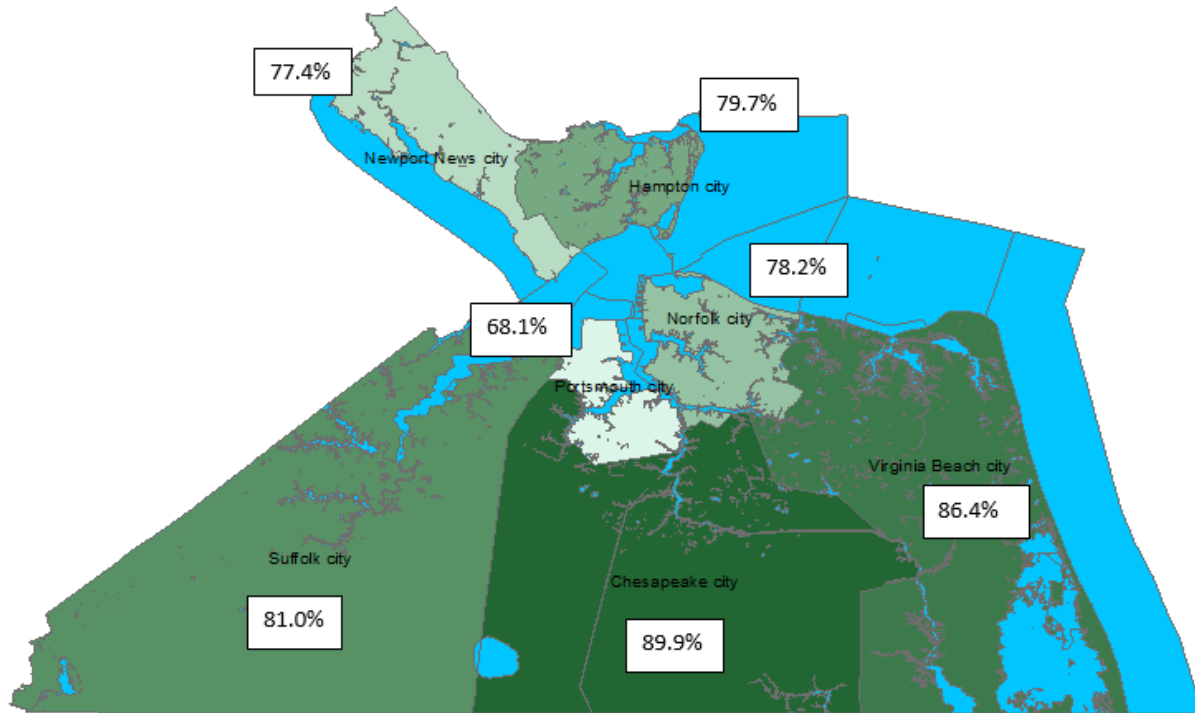 77.4%
79.7%
Newport News city
Hampton city
78.2%
68.1%
Norfolk city
Portsmouth city
Virginia Beach city
86.4%
Suffolk city
Chesapeake city
81.0%
89.9%